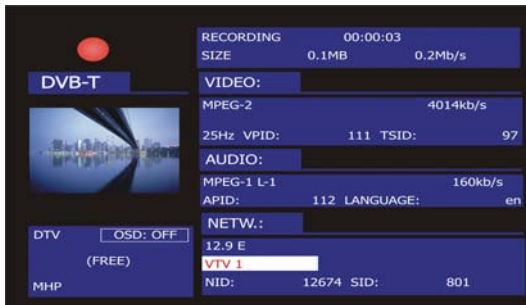 RECORDING 00:00:03
SIZE 0.1MB 0.2Mb/s
DVB-T
VIDEO:
MPEG-2 4014kb/s
25Hz VPID: 111 TSID: 97
AUDIO:
MPEG-1 L-1 160kb/s
APID: 112 LANGUAGE: en
NETW.:
12.9 E
VTV 1
NID: 12674 SID: 801
DTV OSD: OFF
(FREE)
MHP